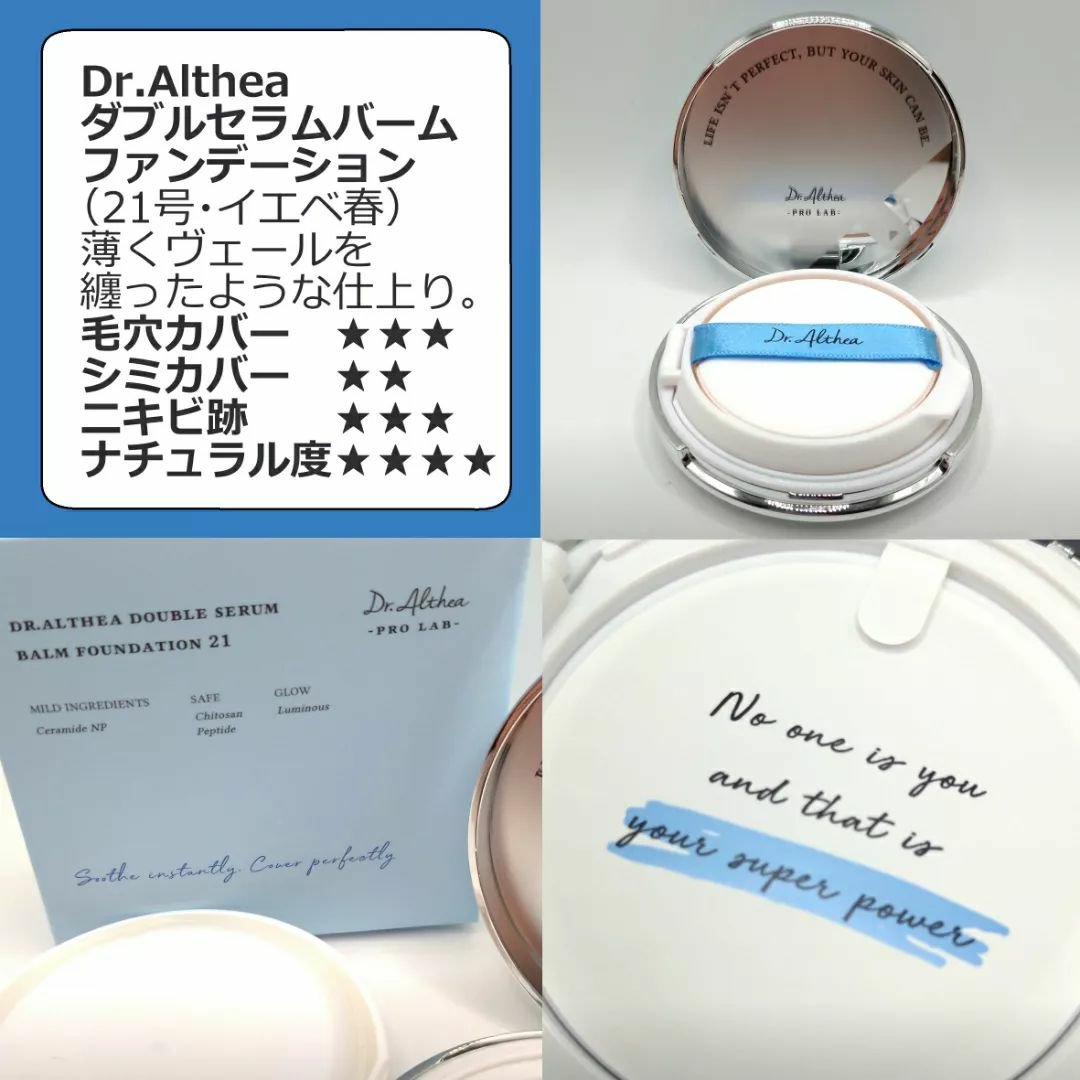 Dr.Althea
ダブルセラムバーム
ファンデーション
（21号･イエベ春）
薄くヴェールを
纏ったような仕上り。
毛穴カバー ★★★
シミカバー ★★
ニキビ跡 ★★★
ナチュラル度★★★★
LIFE ISN'T PERFECT, BUT YOUR SKIN CAN BE
Dr.Althea
-PRO LAB-
Dr.Althea
DR.ALTHEA DOUBLE SERUM
BALM FOUNDATION 21
Dr.Althea
-PRO LAB-
MILD INGREDIENTS
Ceramide NP
SAFE
Chitosan
Peptide
GLOW
Luminous
Soothe instantly. Cover perfectly
No one is you
and that is
your super power